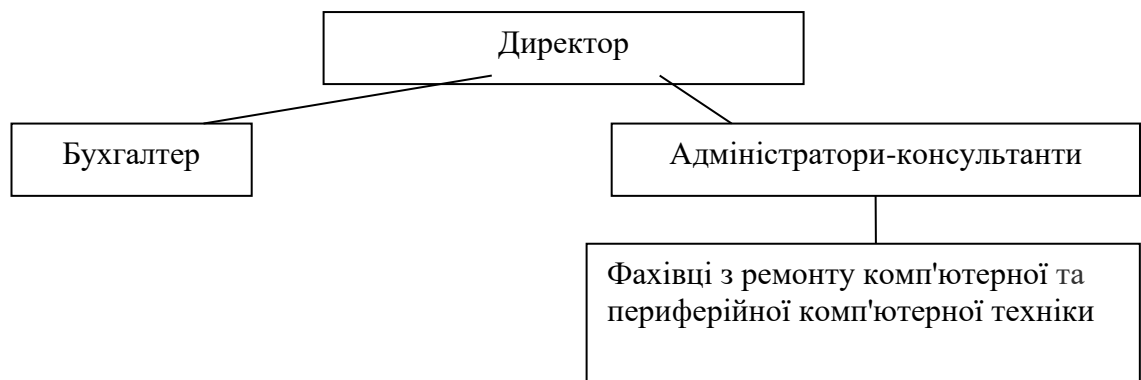 Директор
Бухгалтер
Адміністратори-консультанти
Фахівці з ремонту комп'ютерної та
периферійної комп'ютерної техніки